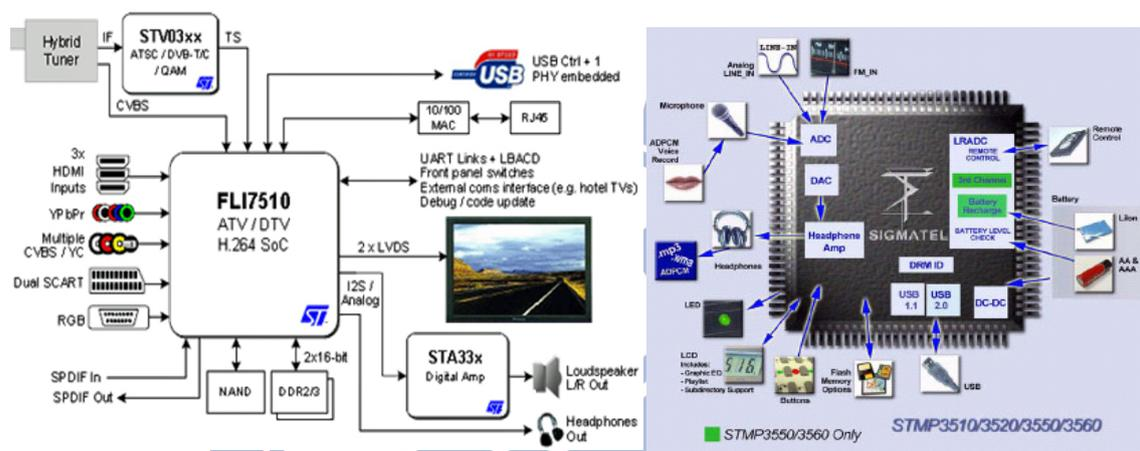 Hybrid
Tuner
IF
STV03xx
ATSC / DVB-T/C
/ QAM
TS
CVBS
USB
USB Ctrl + 1
PHY embedded
10/100
MAC
RJ45
3x
HDMI
Inputs
YPbPr
Multiple
CVBS / YC
Dual SCART
RGB
FLI7510
ATV / DTV
H.264 SoC
ST
UART Links + LBACD
Front panel switches
External coms interface (e.g. hotel TVs)
Debug / code update
2 x LVDS
I2S /
Analog
SPDIF In
SPDIF Out
NAND
2x16-bit
DDR2/3
STA33x
Digital Amp
Loudspeaker
L/R Out
Headphones
Out
LINE-IN
Analog
LINE_IN
FM_IN
Microphone
ADPCM
Voice
Record
ADC
DAC
Headphone
Amp
Headphones
.mp3
.wma
ADPCM
SIGMATEL
LRADC
REMOTE
CONTROL
3rd Channel
Battery
Recharge
BATTERY LEVEL
CHECK
Remote
Control
Battery
LiIon
AA &
AAA
DRM ID
USB
1.1
USB
2.0
DC-DC
LED
LCD
Includes:
- Graphic EQ
- Playlist
- Subdirectory Support
516
Buttons
Flash
Memory
Options
USB
STMP3550/3560 Only
STMP3510/3520/3550/3560